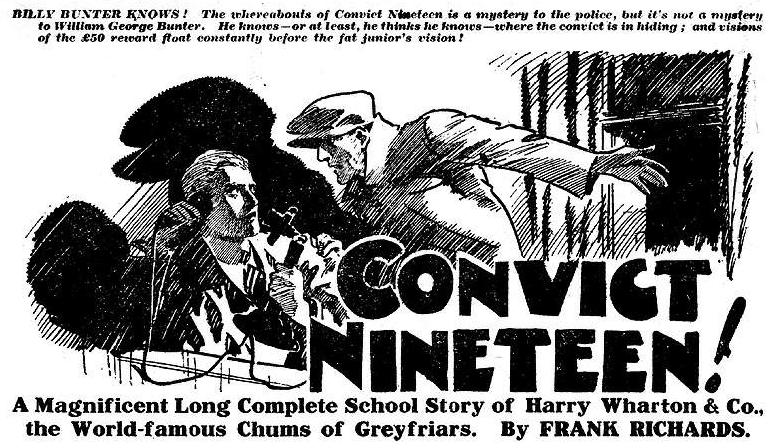 BILLY BUNTER KNOWS! The whereabouts of Convict Nineteen is a mystery to the police, but it's not a mystery
to William George Bunter. He knows—or at least, he thinks he knows—where the convict is in hiding; and visions
of the £50 reward float constantly before the fat junior's vision!
CONVICT
NINETEEN!
A Magnificent Long Complete School Story of Harry Wharton & Co.,
the World-famous Chums of Greyfriars. By FRANK RICHARDS.